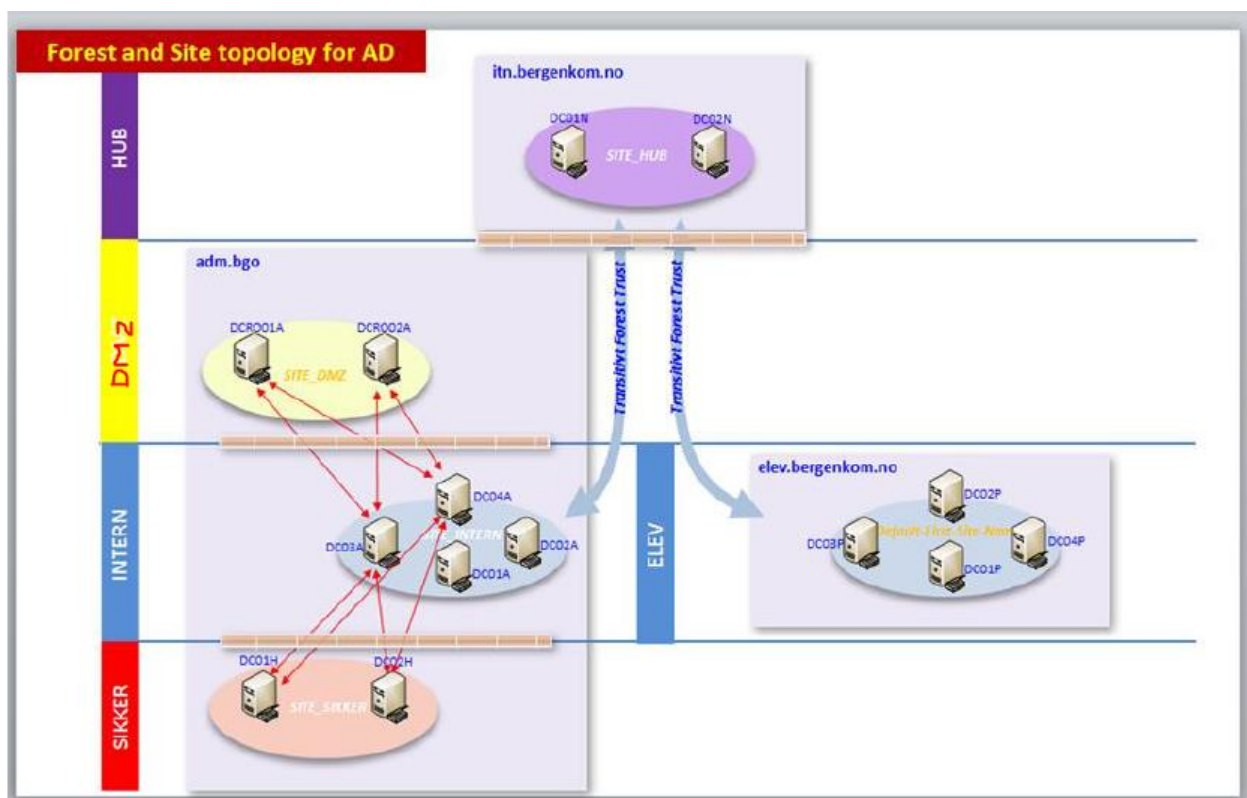 Forest and Site topology for AD
itn.bergenkom.no
DC01N
DC02N
SITE_HUB
HUB
adm.bgo
DCR001A
DCR002A
SITE_DMZ
DMZ
Transitivt Forest Trust
Transitivt Forest Trust
elev.bergenkom.no
DC04A
DC03A
SITE_INTERN
DC02A
DC01A
INTERN
ELEV
DC02P
DC03P
Default-First-Site-Nam
DC04P
DC01P
DC01H
DC02H
SITE_SIKKER
SIKKER